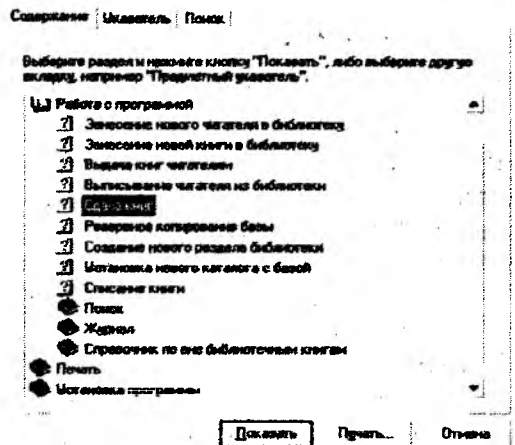 Содержание Указатель Поиск
Выберите раздел и нажмите кнопку "Показать", либо выберите другую
вкладку, например "Предметный указатель".
Работа с программой
Занесение нового читателя в библиотеку
Занесение новой книги в библиотеку
Выдача книг читателям
Выписывание читателя из библиотеки
Сдача книг
Резервное копирование базы
Создание нового раздела библиотеки
Установка нового каталога с базой
Списание книги
Поиск
Журнал
Справочник по вне библиотечным книгам
Печать
Установка программы
Показать Печать... Отмена